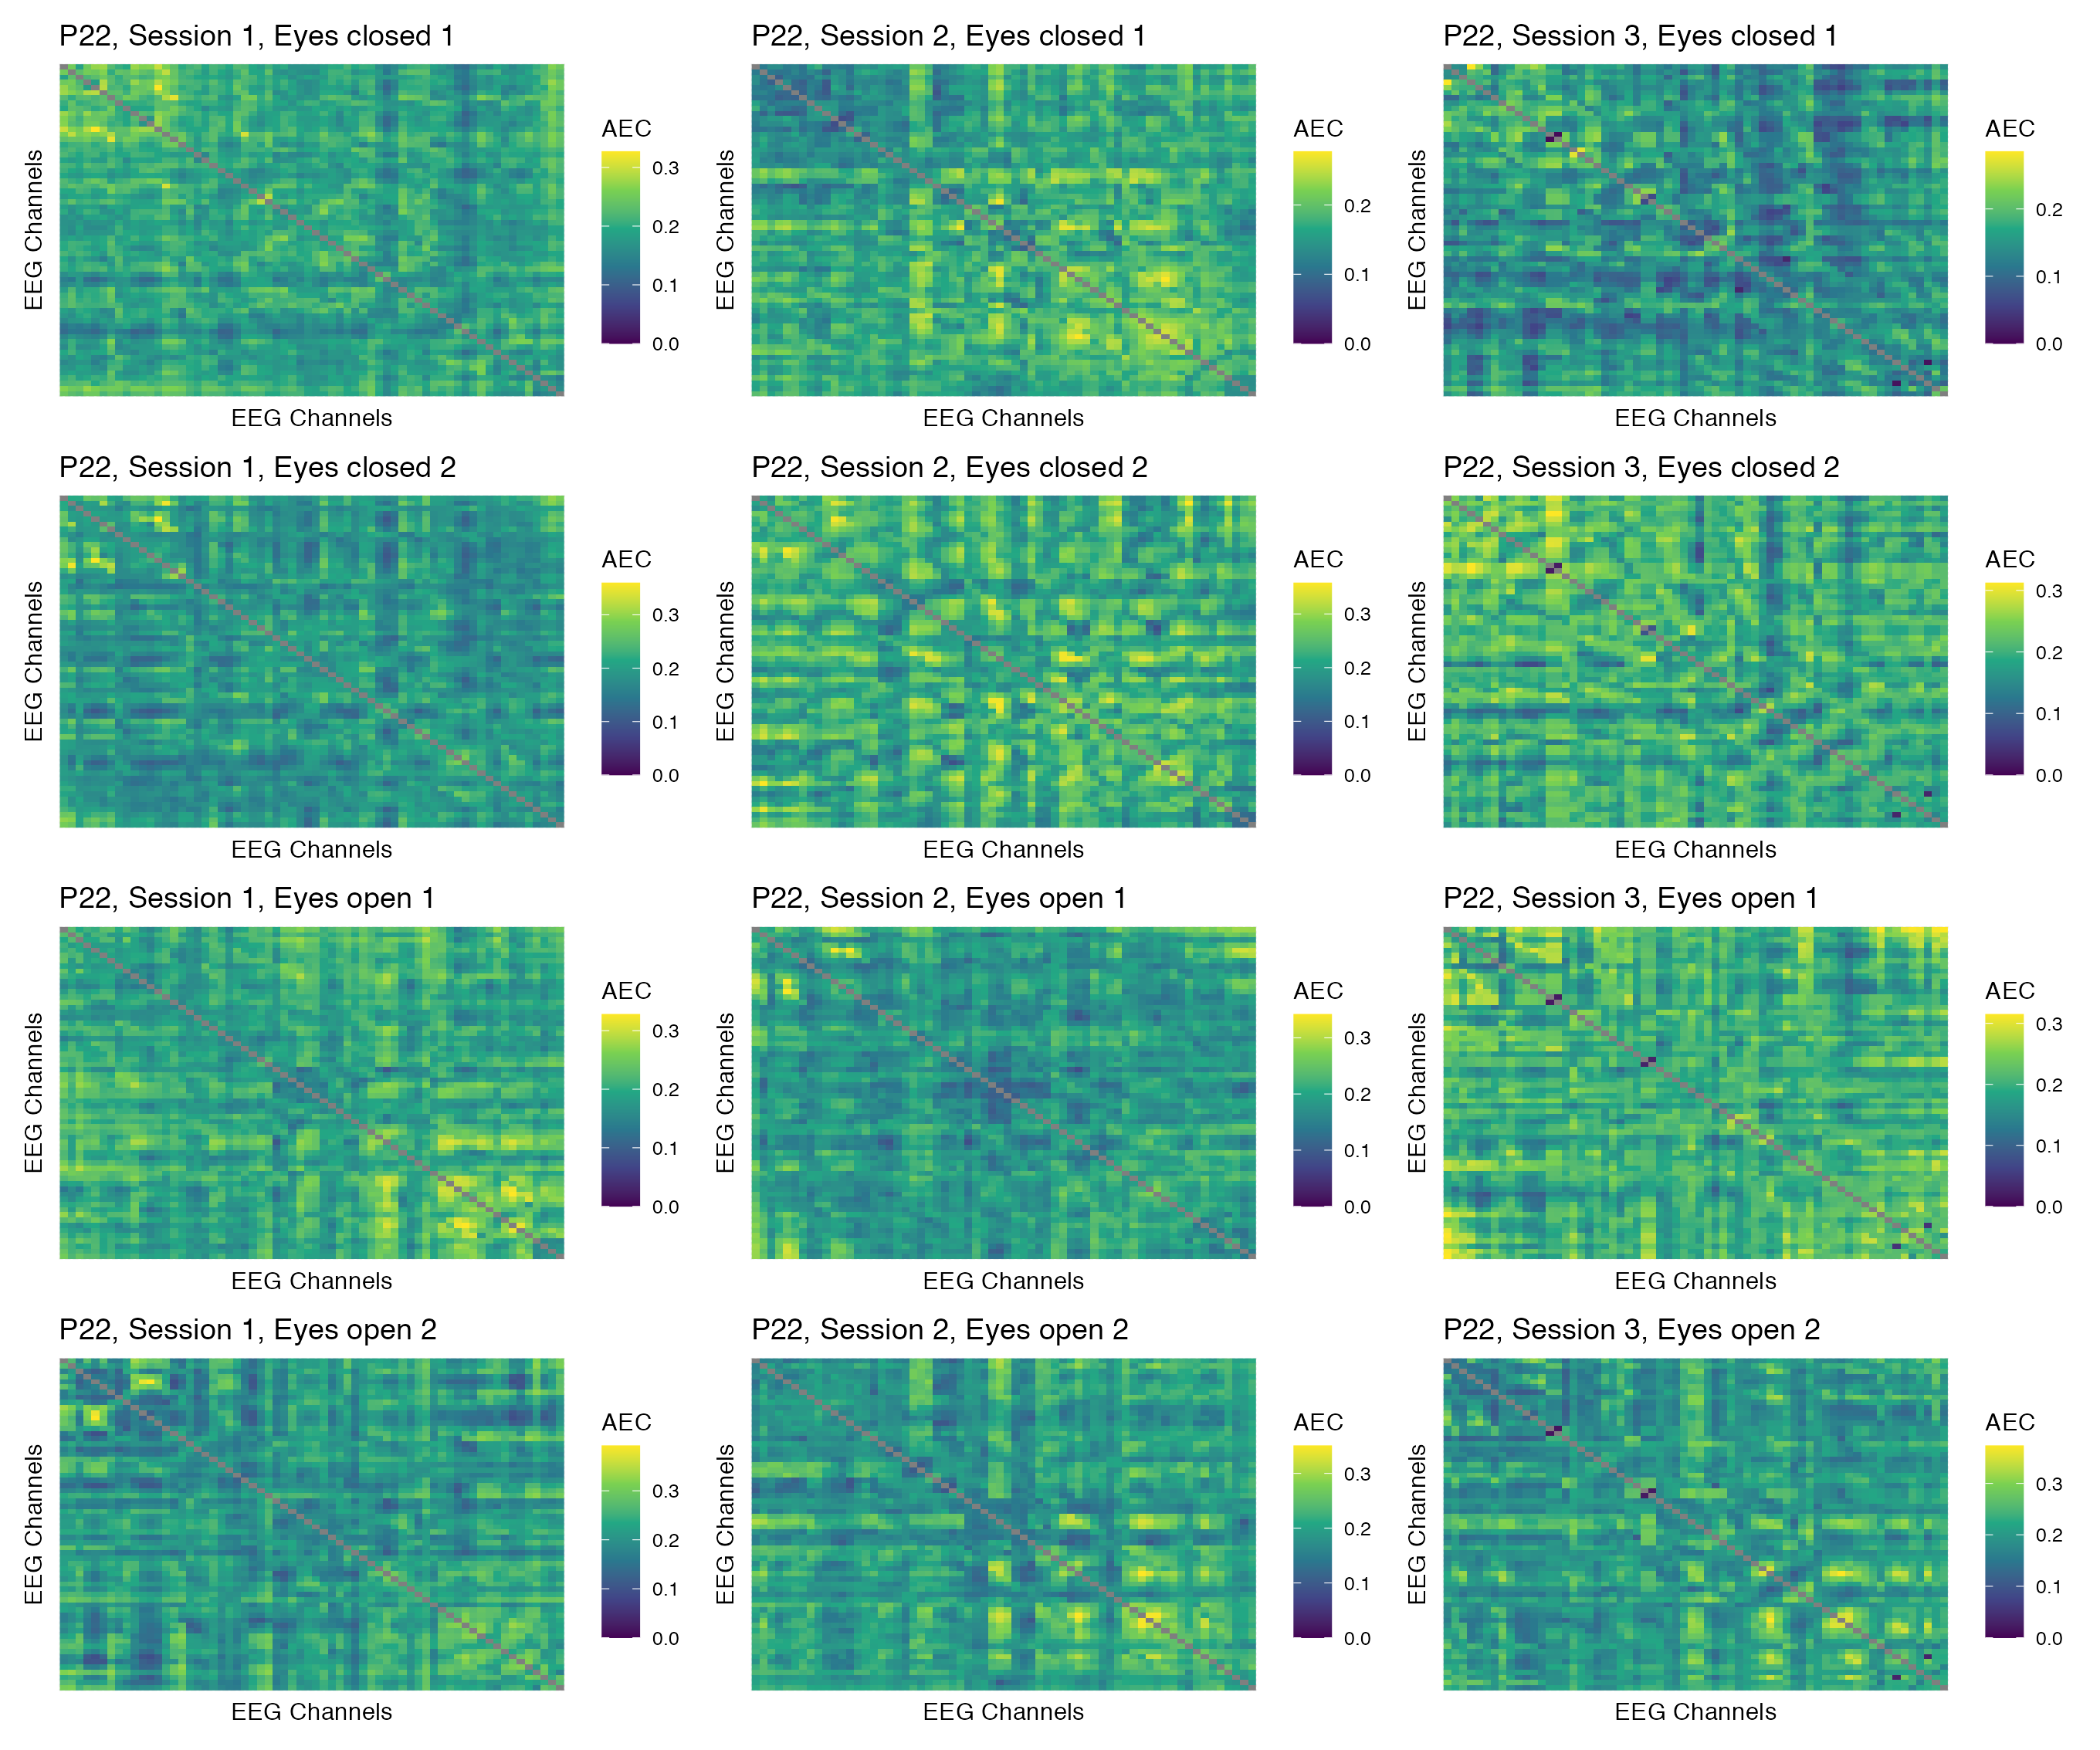 P22, Session 1, Eyes closed 1
P22, Session 2, Eyes closed 1
P22, Session 3, Eyes closed 1
EEG Channels
EEG Channels
AEC
0.3
0.2
0.1
0.0
EEG Channels
EEG Channels
AEC
0.2
0.1
0.0
EEG Channels
EEG Channels
AEC
0.2
0.1
0.0
P22, Session 1, Eyes closed 2
P22, Session 2, Eyes closed 2
P22, Session 3, Eyes closed 2
EEG Channels
EEG Channels
AEC
0.3
0.2
0.1
0.0
EEG Channels
EEG Channels
AEC
0.3
0.2
0.1
0.0
EEG Channels
EEG Channels
AEC
0.3
0.2
0.1
0.0
P22, Session 1, Eyes open 1
P22, Session 2, Eyes open 1
P22, Session 3, Eyes open 1
EEG Channels
EEG Channels
AEC
0.3
0.2
0.1
0.0
EEG Channels
EEG Channels
AEC
0.3
0.2
0.1
0.0
EEG Channels
EEG Channels
AEC
0.3
0.2
0.1
0.0
P22, Session 1, Eyes open 2
P22, Session 2, Eyes open 2
P22, Session 3, Eyes open 2
EEG Channels
EEG Channels
AEC
0.3
0.2
0.1
0.0
EEG Channels
EEG Channels
AEC
0.3
0.2
0.1
0.0
EEG Channels
EEG Channels
AEC
0.3
0.2
0.1
0.0